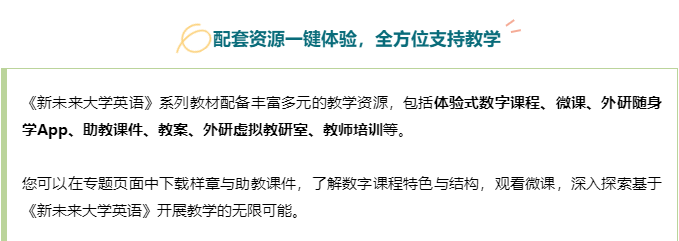 配套资源一键体验，全方位支持教学
《新未来大学英语》系列教材配备丰富多元的教学资源，包括体验式数字课程、微课、外研随身
学App、助教课件、教案、外研虚拟教研室、教师培训等。
您可以在专题页面中下载样章与助教课件，了解数字课程特色与结构，观看微课，深入探索基于
《新未来大学英语》开展教学的无限可能。